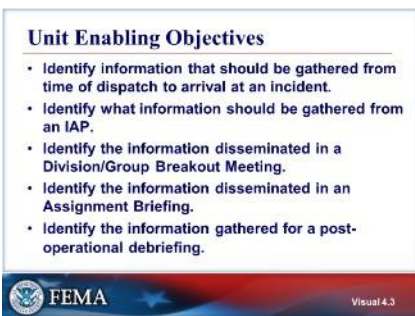 Unit Enabling Objectives
• Identify information that should be gathered from
time of dispatch to arrival at an incident.
• Identify what information should be gathered from
an IAP.
• Identify the information disseminated in a
Division/Group Breakout Meeting.
• Identify the information disseminated in an
Assignment Briefing.
• Identify the information gathered for a post-
operational debriefing.
FEMA
Visual 4.3